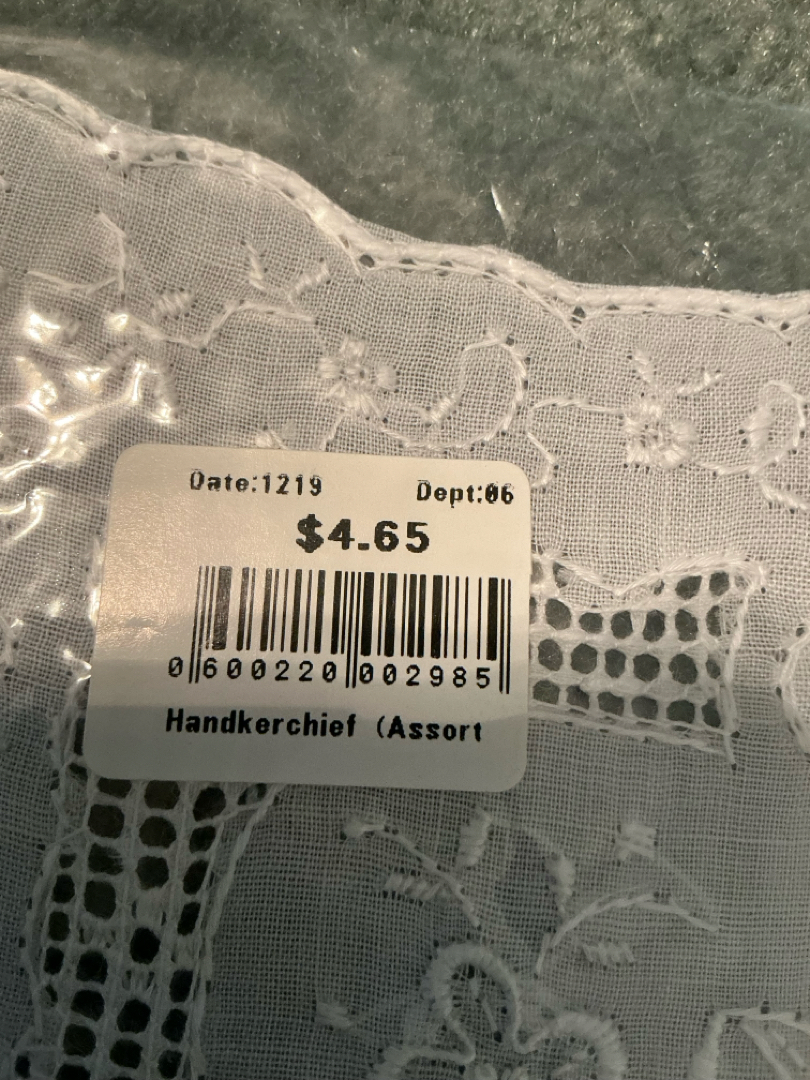 Date:1219 Dept:06
$4.65
0 600220 002985
Handkerchief (Assort